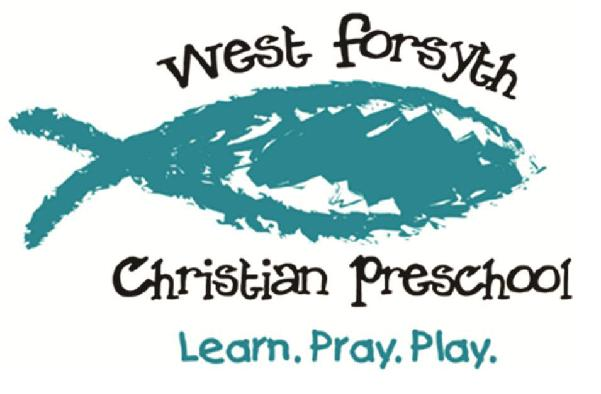 West Forsyth
Christian Preschool
Learn. Pray. Play.